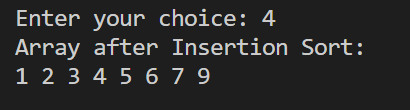 Enter your choice: 4
Array after Insertion Sort:
1 2 3 4 5 6 7 9